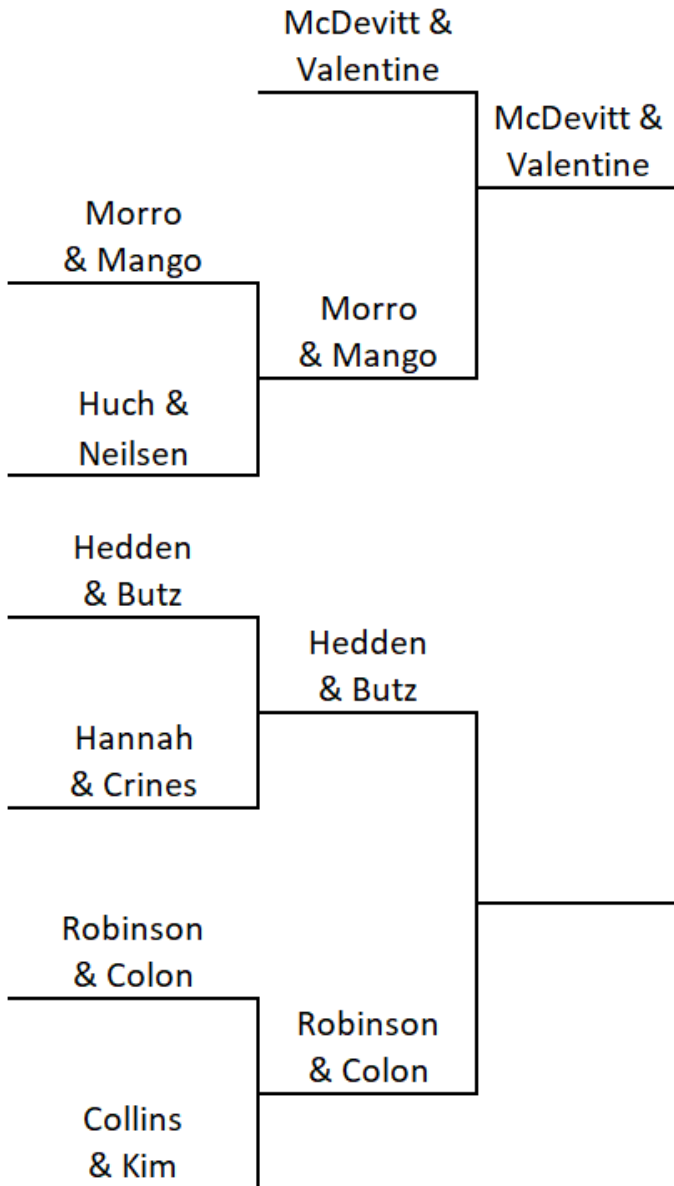 McDevitt &
Valentine
McDevitt &
Valentine
Morro
& Mango
Morro
& Mango
Huch &
Neilsen
Hedden
& Butz
Hedden
& Butz
Hannah
& Crines
Robinson
& Colon
Robinson
& Colon
Collins
& Kim